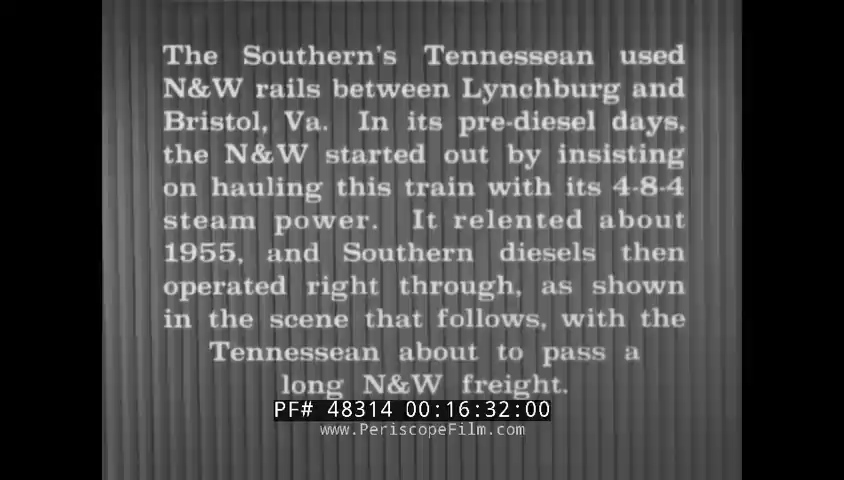 The Southern's Tennessean used
N&W rails between Lynchburg and
Bristol, Va. In its pre-diesel days,
the N&W started out by insisting
on hauling this train with its 4-8-4
steam power. It relented about
1955, and Southern diesels then
operated right through, as shown
in the scene that follows, with the
Tennessean about to pass a
long N&W freight.
PF# 48314 00:16:32:00
www.PeriscopeFilm.com